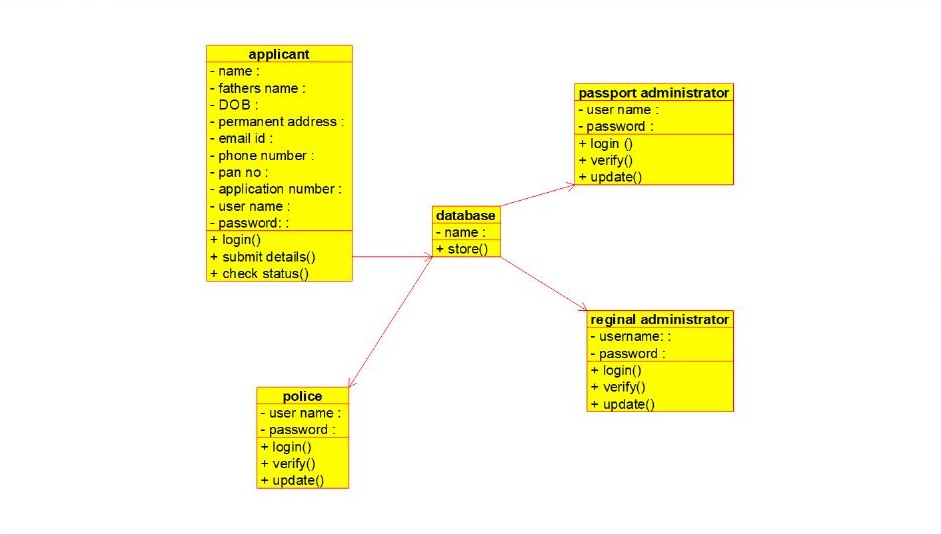 applicant
- name :
- fathers name :
- DOB :
- permanent address :
- email id :
- phone number :
- pan no :
- application number :
- user name :
- password: :
+ login()
+ submit details()
+ check status()
passport administrator
- user name :
- password :
+ login ()
+ verify()
+ update()
database
- name :
+ store()
reginal administrator
- username: :
- password :
+ login()
+ verify()
+ update()
police
- user name :
- password :
+ login()
+ verify()
+ update()